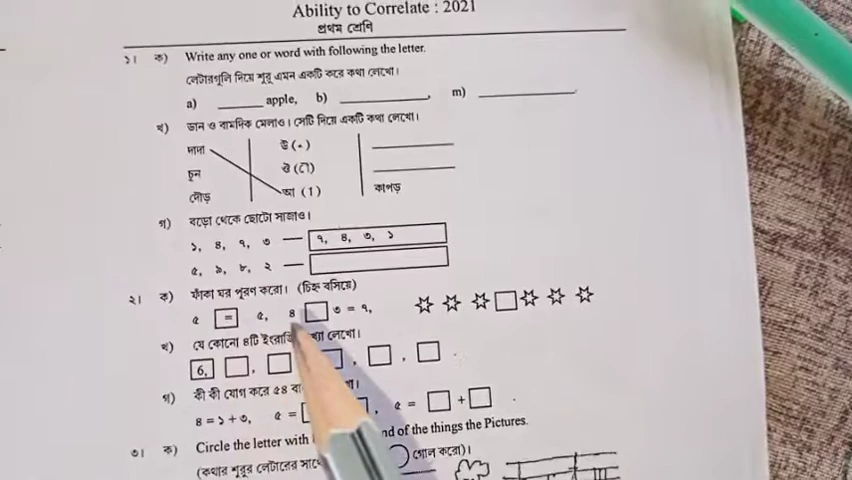 Ability to Correlate : 2021
প্রথম শ্রেণি
১। ক) Write any one or word with following the letter.
লেটারগুলি দিয়ে শুরু এমন একটি করে কথা লেখো।
a) ______ apple, b) ____________, m) ____________
খ) ডান ও বামদিক মেলাও। সেটি দিয়ে একটি কথা লেখো।
দাদা
চুন
দৌড়
আ (া)
কাপড়
গ) বড়ো থেকে ছোটো সাজাও।
১, ৪, ৭, ৩ — ৭, ৪, ৩, ১
৫, ৯, ৮, ২ —
২। ক) ফাঁকা ঘর পূরণ করো। (চিহ্ন বসিয়ে)
৫ = ৫, ৪ ৩ = ৭,
খ) যে কোনো ৪টি ইংরাজি লেখো।
6,
গ) কী কী যোগ করে
৪ = ১ + ৩, ৫ = , ৫ = +
৩। ক) Circle the letter with nd of the things the Pictures.
(কথার শুরুর লেটারের গোল করো)।